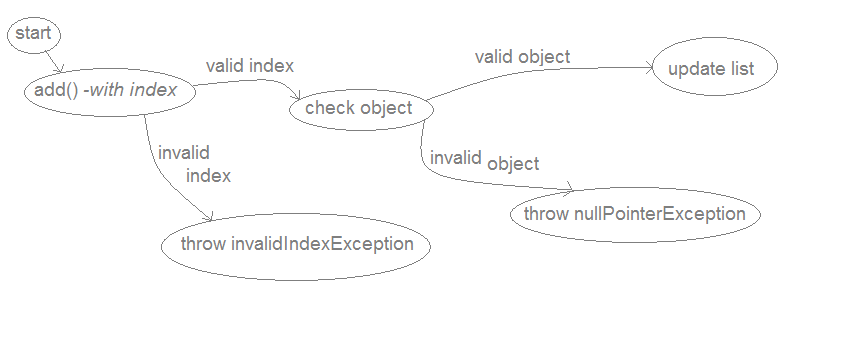 start
add() -with index
valid index
check object
valid object
update list
invalid
index
invalid object
throw nullPointerException
throw invalidIndexException